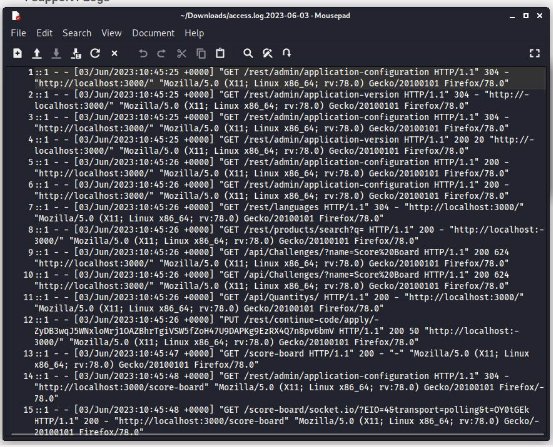 ~/Downloads/access.log.2023-06-03 - Mousepad
File Edit Search View Document Help
1 ::1 - - [03/Jun/2023:10:45:25 +0000] "GET /rest/admin/application-configuration HTTP/1.1" 304 -
"http://localhost:3000/" "Mozilla/5.0 (X11; Linux x86_64; rv:78.0) Gecko/20100101 Firefox/78.0"
2 ::1 - - [03/Jun/2023:10:45:25 +0000] "GET /rest/admin/application-version HTTP/1.1" 304 - "http://-
localhost:3000/" "Mozilla/5.0 (X11; Linux x86_64; rv:78.0) Gecko/20100101 Firefox/78.0"
3 ::1 - - [03/Jun/2023:10:45:25 +0000] "GET /rest/admin/application-configuration HTTP/1.1" 304 -
"http://localhost:3000/" "Mozilla/5.0 (X11; Linux x86_64; rv:78.0) Gecko/20100101 Firefox/78.0"
4 ::1 - - [03/Jun/2023:10:45:25 +0000] "GET /rest/admin/application-version HTTP/1.1" 200 20 "http://-
localhost:3000/" "Mozilla/5.0 (X11; Linux x86_64; rv:78.0) Gecko/20100101 Firefox/78.0"
5 ::1 - - [03/Jun/2023:10:45:26 +0000] "GET /rest/admin/application-configuration HTTP/1.1" 200 -
"http://localhost:3000/" "Mozilla/5.0 (X11; Linux x86_64; rv:78.0) Gecko/20100101 Firefox/78.0"
6 ::1 - - [03/Jun/2023:10:45:26 +0000] "GET /rest/admin/application-configuration HTTP/1.1" 200 -
"http://localhost:3000/" "Mozilla/5.0 (X11; Linux x86_64; rv:78.0) Gecko/20100101 Firefox/78.0"
7 ::1 - - [03/Jun/2023:10:45:26 +0000] "GET /rest/languages HTTP/1.1" 304 - "http://localhost:3000/"
"Mozilla/5.0 (X11; Linux x86_64; rv:78.0) Gecko/20100101 Firefox/78.0"
8 ::1 - - [03/Jun/2023:10:45:26 +0000] "GET /rest/products/search?q= HTTP/1.1" 200 - "http://localhost:-
3000/" "Mozilla/5.0 (X11; Linux x86_64; rv:78.0) Gecko/20100101 Firefox/78.0"
9 ::1 - - [03/Jun/2023:10:45:26 +0000] "GET /api/Challenges/?name=Score%20Board HTTP/1.1" 200 624
"http://localhost:3000/" "Mozilla/5.0 (X11; Linux x86_64; rv:78.0) Gecko/20100101 Firefox/78.0"
10 ::1 - - [03/Jun/2023:10:45:26 +0000] "GET /api/Challenges/?name=Score%20Board HTTP/1.1" 200 624
"http://localhost:3000/" "Mozilla/5.0 (X11; Linux x86_64; rv:78.0) Gecko/20100101 Firefox/78.0"
11 ::1 - - [03/Jun/2023:10:45:26 +0000] "GET /api/Quantitys/ HTTP/1.1" 200 - "http://localhost:3000/"
"Mozilla/5.0 (X11; Linux x86_64; rv:78.0) Gecko/20100101 Firefox/78.0"
12 ::1 - - [03/Jun/2023:10:45:26 +0000] "PUT /rest/continue-code/apply/-
ZyDB3wqJ5WNxloMrj1OAZBhrTgiVSW5fZoH47U9DAPKg9EzRX4Q7n8pv6bmV HTTP/1.1" 200 50 "http://localhost:-
3000/" "Mozilla/5.0 (X11; Linux x86_64; rv:78.0) Gecko/20100101 Firefox/78.0"
13 ::1 - - [03/Jun/2023:10:45:47 +0000] "GET /score-board HTTP/1.1" 200 - "-" "Mozilla/5.0 (X11; Linux
x86_64; rv:78.0) Gecko/20100101 Firefox/78.0"
14 ::1 - - [03/Jun/2023:10:45:48 +0000] "GET /rest/admin/application-configuration HTTP/1.1" 304 -
"http://localhost:3000/score-board" "Mozilla/5.0 (X11; Linux x86_64; rv:78.0) Gecko/20100101 Firefox/-
78.0"
15 ::1 - - [03/Jun/2023:10:45:48 +0000] "GET /score-board/socket.io/?EIO=4&transport=polling&t=OY0tGEk
HTTP/1.1" 200 - "http://localhost:3000/score-board" "Mozilla/5.0 (X11; Linux x86_64; rv:78.0) Gecko/-
20100101 Firefox/78.0"